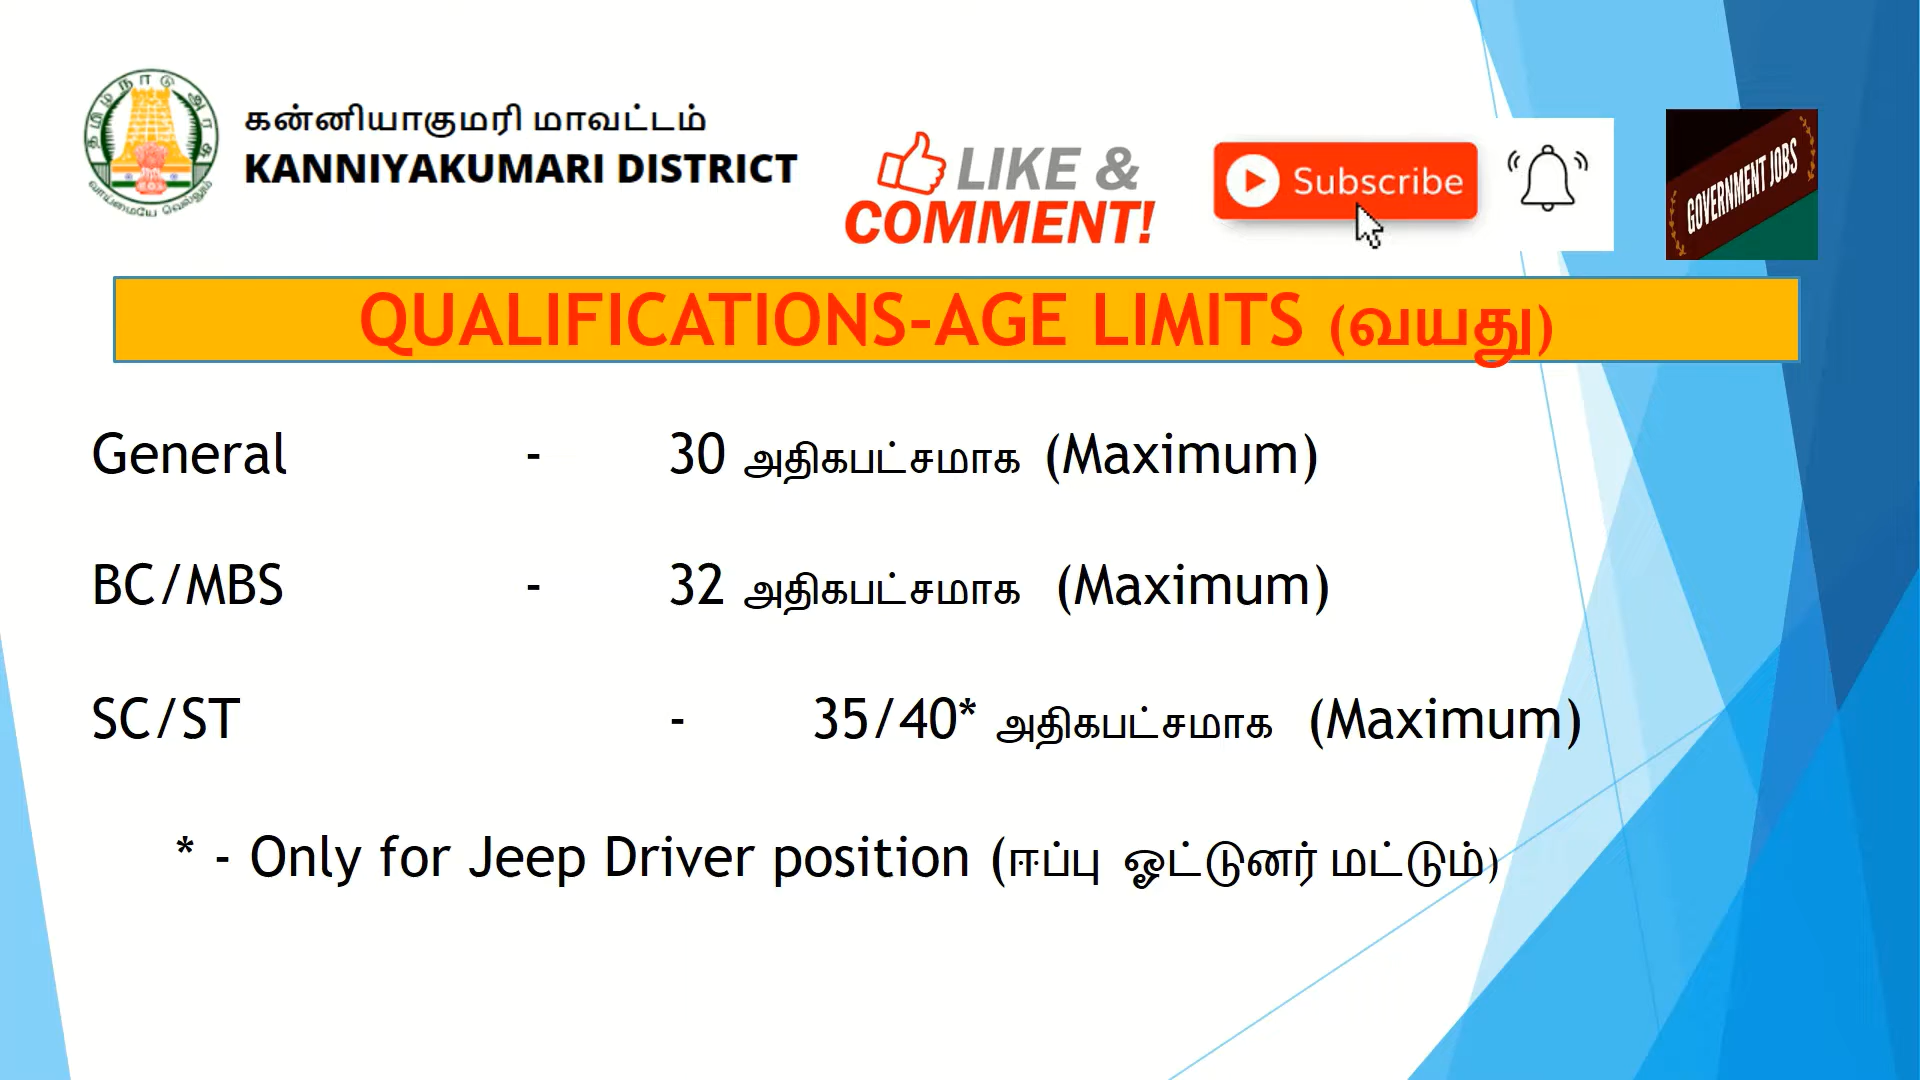 கன்னியாகுமரி மாவட்டம்
KANNIYAKUMARI DISTRICT
தமிழ்நாடு அரசு
வாய்மையே வெல்லும்
LIKE &
COMMENT!
Subscribe
GOVERNMENT JOBS
QUALIFICATIONS-AGE LIMITS (வயது)
General - 30 அதிகபட்சமாக (Maximum)
BC/MBS - 32 அதிகபட்சமாக (Maximum)
SC/ST - 35/40* அதிகபட்சமாக (Maximum)
* - Only for Jeep Driver position (ஈப்பு ஓட்டுனர் மட்டும்)